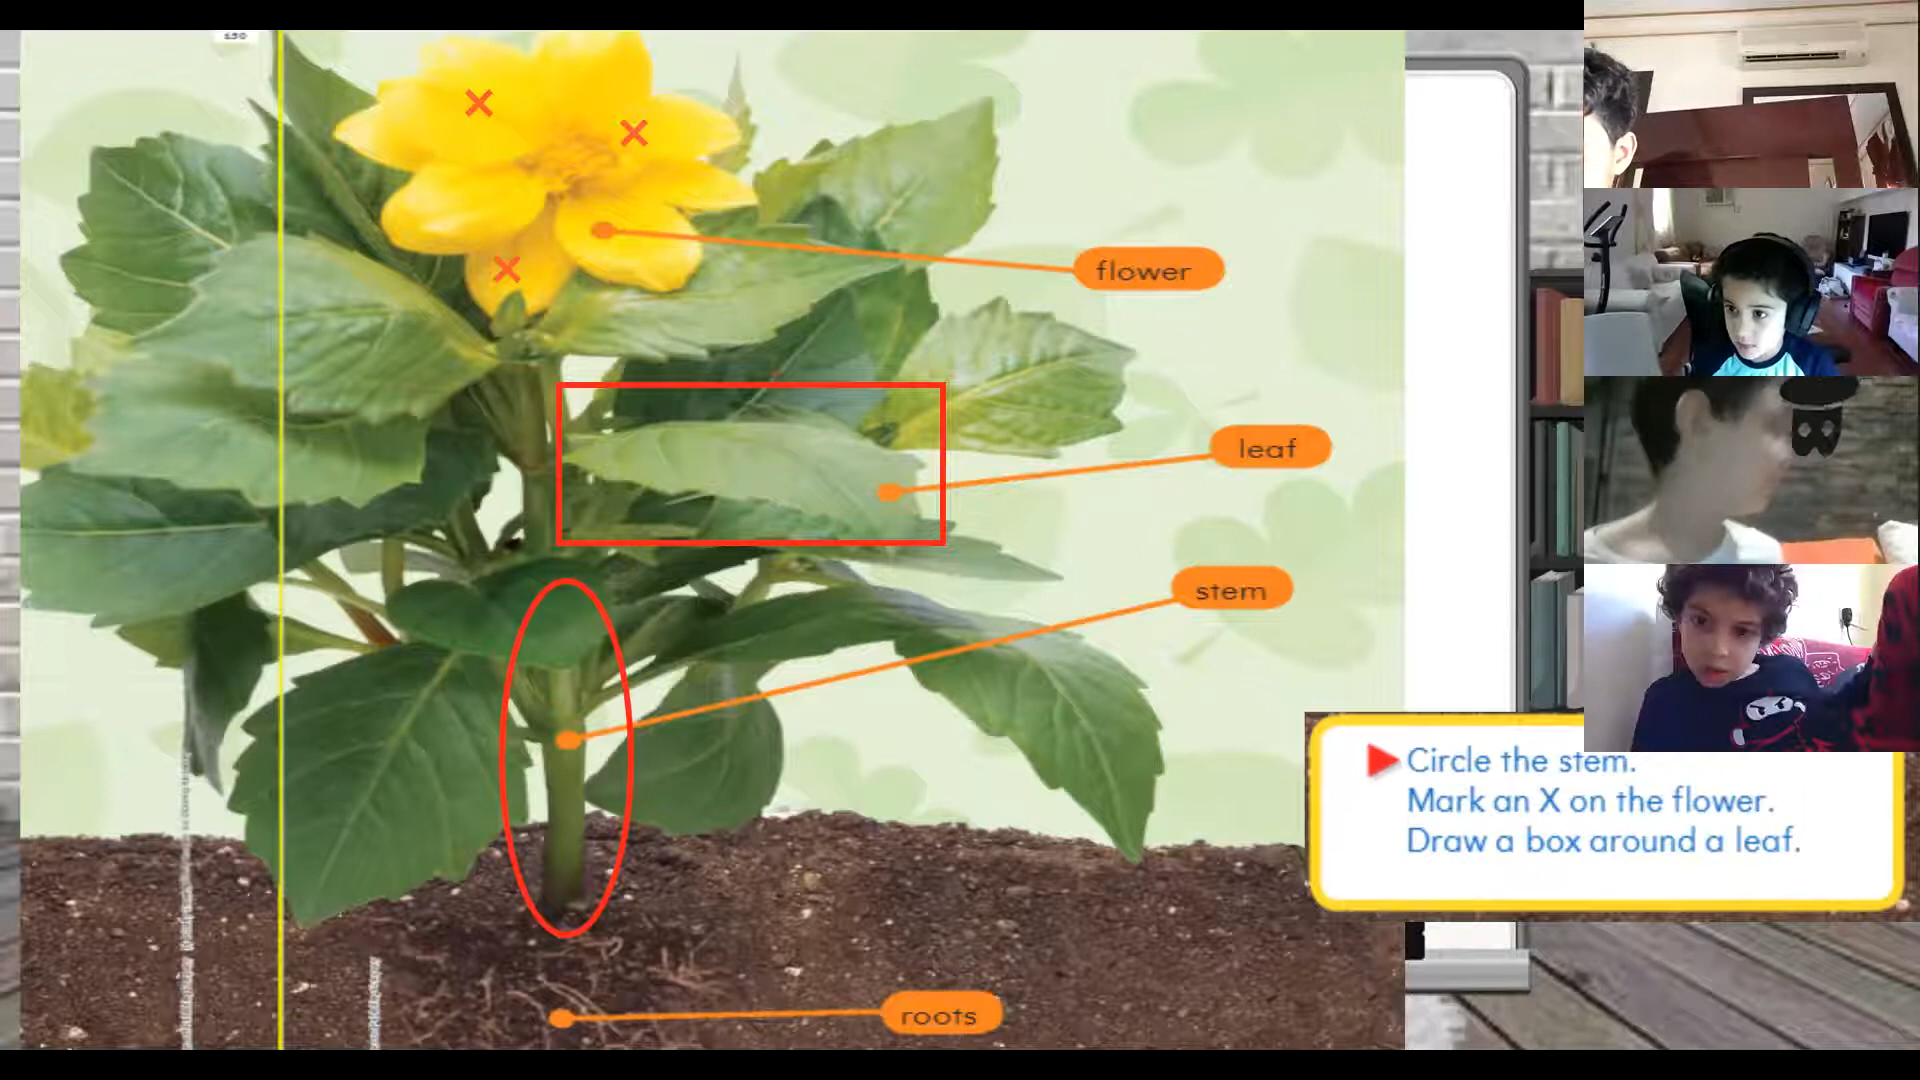 flower
leaf
stem
roots
Circle the stem.
Mark an X on the flower.
Draw a box around a leaf.